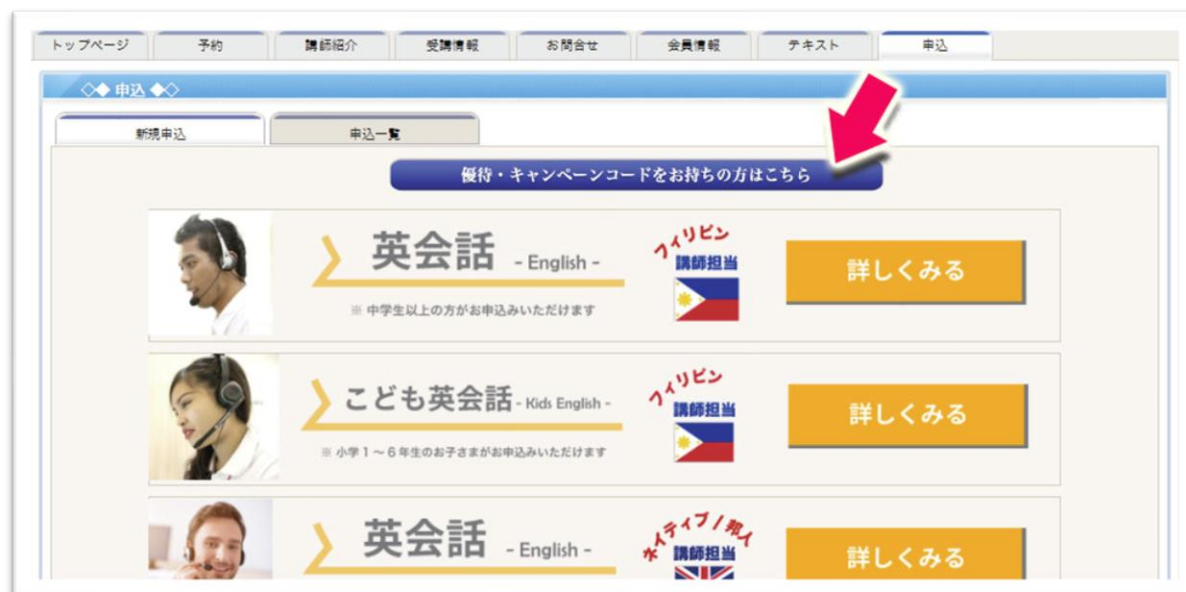 トップページ 予約 講師紹介 受講情報 お問合せ 会員情報 テキスト 申込
◇◆ 申込 ◆◇
新規申込 申込一覧
優待・キャンペーンコードをお持ちの方はこちら
英会話 - English -
※ 中学生以上の方がお申込みいただけます
フィリピン
講師担当
詳しくみる
こども英会話 - Kids English -
※ 小学1～6年生のお子さまがお申込みいただけます
フィリピン
講師担当
詳しくみる
英会話 - English -
ネイティブ / 邦人
講師担当
詳しくみる